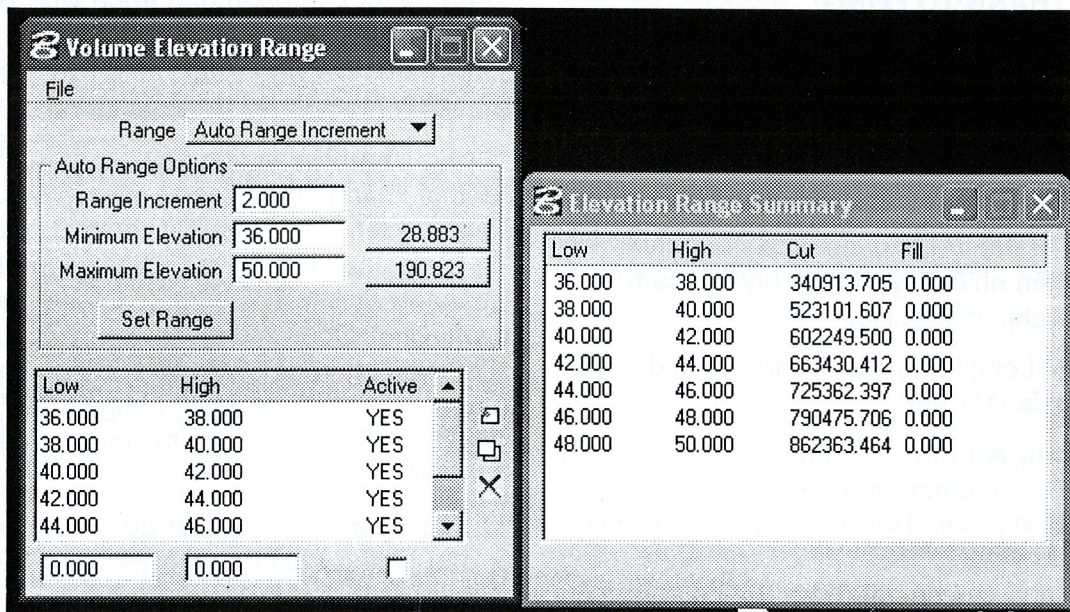 Volume Elevation Range
File
Range Auto Range Increment
Auto Range Options
Range Increment 2.000
Minimum Elevation 36.000 28.883
Maximum Elevation 50.000 190.823
Set Range
Low High Active
36.000 38.000 YES
38.000 40.000 YES
40.000 42.000 YES
42.000 44.000 YES
44.000 46.000 YES
0.000 0.000
Elevation Range Summary
Low High Cut Fill
36.000 38.000 340913.705 0.000
38.000 40.000 523101.607 0.000
40.000 42.000 602249.500 0.000
42.000 44.000 663430.412 0.000
44.000 46.000 725362.397 0.000
46.000 48.000 790475.706 0.000
48.000 50.000 862363.464 0.000